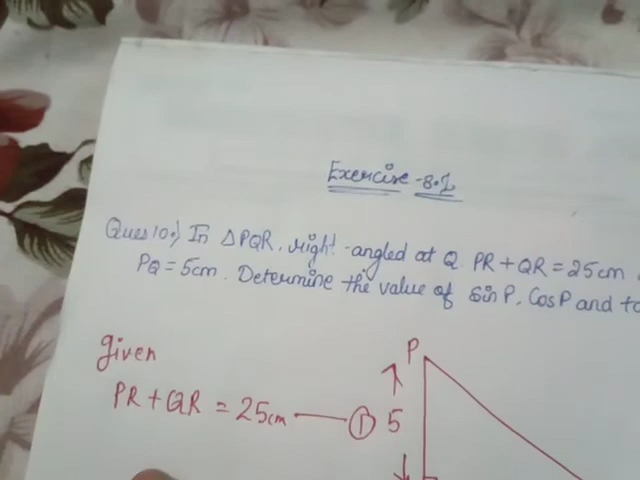 Exercise - 8.1
Ques 10:) In ΔPQR, right-angled at Q. PR+QR = 25cm
PQ = 5cm. Determine the value of sin P, Cos P and
given
PR + QR = 25cm — ① 5
P